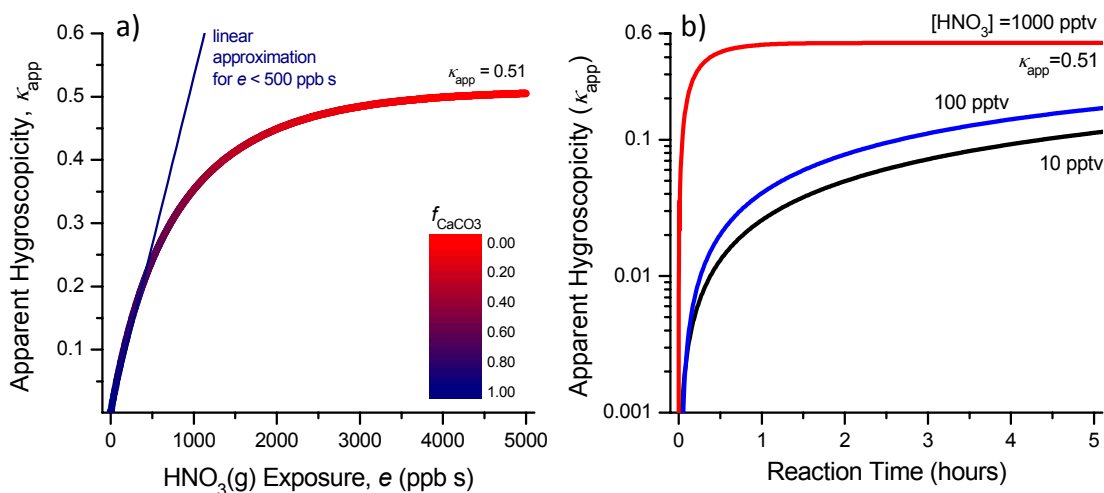 a)
linear
approximation
for e < 500 ppb s
κapp = 0.51
Apparent Hygroscopicity, κapp
0.6
0.5
0.4
0.3
0.2
0.1
fCaCO3
0.00
0.20
0.40
0.60
0.80
1.00
0 1000 2000 3000 4000 5000
HNO3(g) Exposure, e (ppb s)
b)
[HNO3] =1000 pptv
κapp=0.51
100 pptv
10 pptv
Apparent Hygroscopicity (κapp)
0.6
0.1
0.01
0.001
0 1 2 3 4 5
Reaction Time (hours)